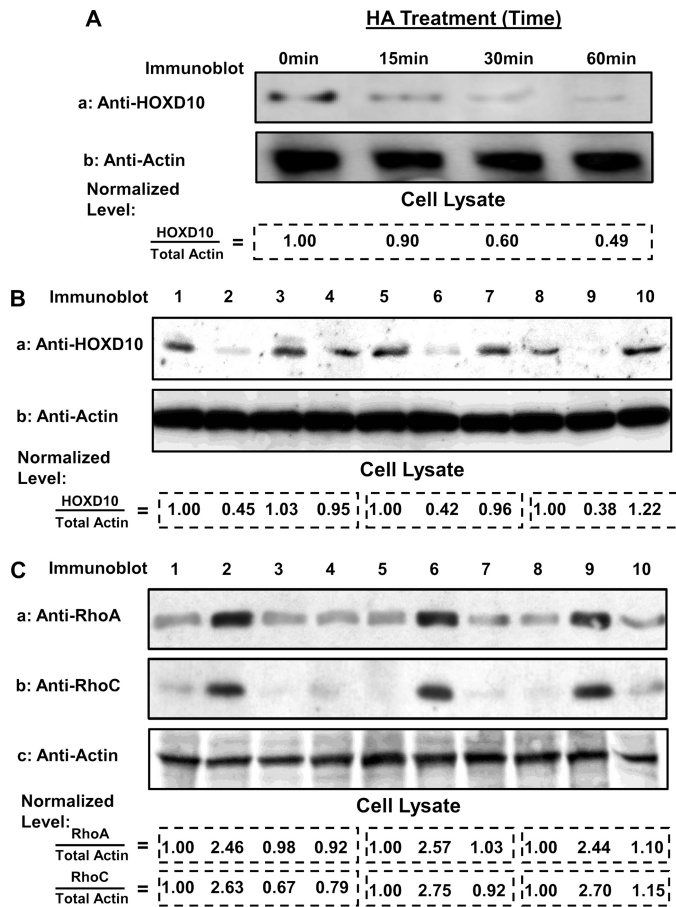 A
HA Treatment (Time)
Immunoblot 0min 15min 30min 60min
a: Anti-HOXD10
b: Anti-Actin
Normalized Level:
Cell Lysate
HOXD10
Total Actin
= 1.00 0.90 0.60 0.49
B
Immunoblot 1 2 3 4 5 6 7 8 9 10
a: Anti-HOXD10
b: Anti-Actin
Normalized Level:
Cell Lysate
HOXD10
Total Actin
= 1.00 0.45 1.03 0.95 1.00 0.42 0.96 1.00 0.38 1.22
C
Immunoblot 1 2 3 4 5 6 7 8 9 10
a: Anti-RhoA
b: Anti-RhoC
c: Anti-Actin
Normalized Level:
Cell Lysate
RhoA
Total Actin
= 1.00 2.46 0.98 0.92 1.00 2.57 1.03 1.00 2.44 1.10
RhoC
Total Actin
= 1.00 2.63 0.67 0.79 1.00 2.75 0.92 1.00 2.70 1.15